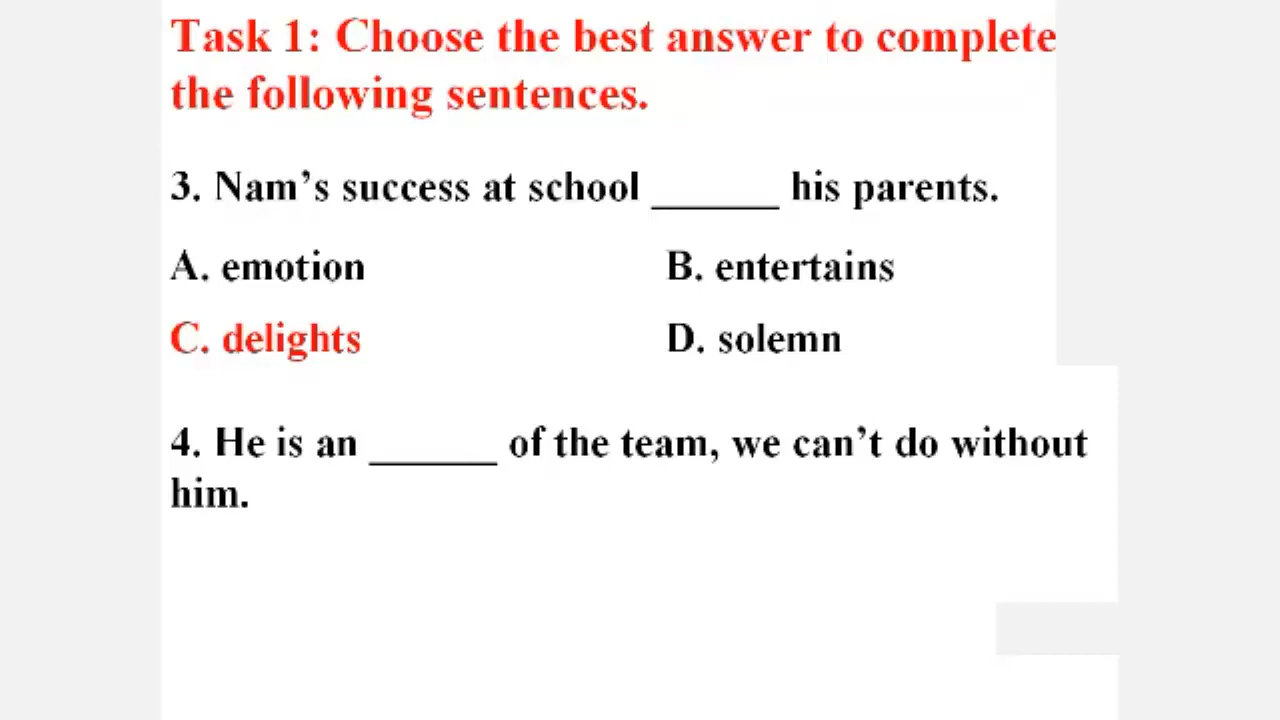 Task 1: Choose the best answer to complete
the following sentences.
3. Nam’s success at school ______ his parents.
A. emotion B. entertains
C. delights D. solemn
4. He is an ______ of the team, we can’t do without
him.